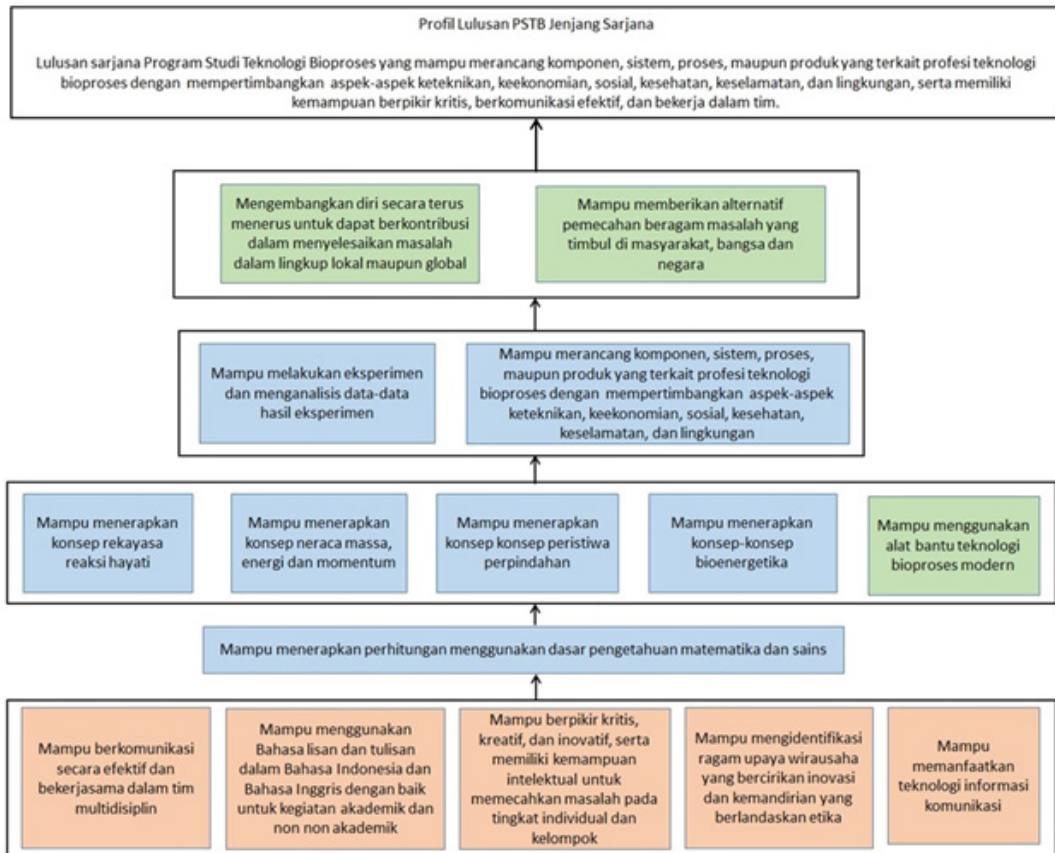 Profil Lulusan PSTB Jenjang Sarjana
Lulusan sarjana Program Studi Teknologi Bioproses yang mampu merancang komponen, sistem, proses, maupun produk yang terkait profesi teknologi
bioproses dengan mempertimbangkan aspek-aspek keteknikan, keekonomian, sosial, kesehatan, keselamatan, dan lingkungan, serta memiliki
kemampuan berpikir kritis, berkomunikasi efektif, dan bekerja dalam tim.
Mengembangkan diri secara terus
menerus untuk dapat berkontribusi
dalam menyelesaikan masalah
dalam lingkup lokal maupun global
Mampu memberikan alternatif
pemecahan beragam masalah yang
timbul di masyarakat, bangsa dan
negara
Mampu melakukan eksperimen
dan menganalisis data-data
hasil eksperimen
Mampu merancang komponen, sistem, proses,
maupun produk yang terkait profesi teknologi
bioproses dengan mempertimbangkan aspek-aspek
keteknikan, keekonomian, sosial, kesehatan,
keselamatan, dan lingkungan
Mampu menerapkan
konsep rekayasa
reaksi hayati
Mampu menerapkan
konsep neraca massa,
energi dan momentum
Mampu menerapkan
konsep konsep peristiwa
perpindahan
Mampu menerapkan
konsep-konsep
bioenergetika
Mampu menggunakan
alat bantu teknologi
bioproses modern
Mampu menerapkan perhitungan menggunakan dasar pengetahuan matematika dan sains
Mampu berkomunikasi
secara efektif dan
bekerjasama dalam tim
multidisiplin
Mampu menggunakan
Bahasa lisan dan tulisan
dalam Bahasa Indonesia dan
Bahasa Inggris dengan baik
untuk kegiatan akademik dan
non non akademik
Mampu berpikir kritis,
kreatif, dan inovatif, serta
memiliki kemampuan
intelektual untuk
memecahkan masalah pada
tingkat individual dan
kelompok
Mampu mengidentifikasi
ragam upaya wirausaha
yang bercirikan inovasi
dan kemandirian yang
berlandaskan etika
Mampu
memanfaatkan
teknologi informasi
komunikasi